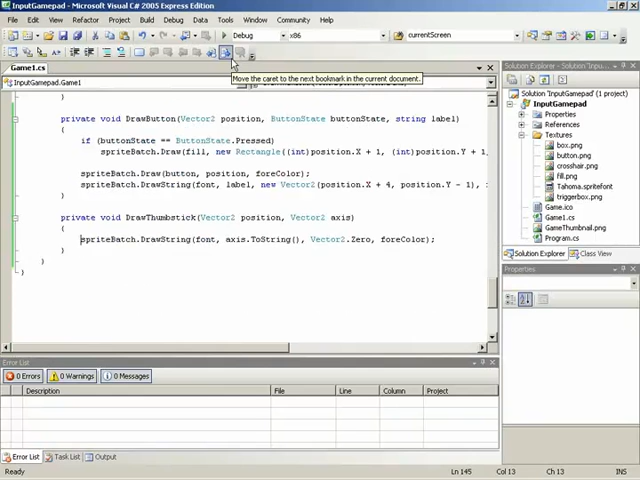 InputGamepad - Microsoft Visual C# 2005 Express Edition
File Edit View Refactor Project Build Debug Data Tools Window Community Help
Debug x86 currentScreen
Move the caret to the next bookmark in the current document.
Game1.cs
InputGamepad.Game1
}
private void DrawButton(Vector2 position, ButtonState buttonState, string label)
{
if (buttonState == ButtonState.Pressed)
spriteBatch.Draw(fill, new Rectangle((int)position.X + 1, (int)position.Y + 1,
spriteBatch.Draw(button, position, foreColor);
spriteBatch.DrawString(font, label, new Vector2(position.X + 4, position.Y - 1),
}
private void DrawThumbstick(Vector2 position, Vector2 axis)
{
spriteBatch.DrawString(font, axis.ToString(), Vector2.Zero, foreColor);
}
}
}
Solution Explorer
Solution 'InputGamepad' (1 project)
InputGamepad
Properties
References
Textures
box.png
button.png
crosshair.png
fill.png
Tahoma.spritefont
triggerbox.png
Game.ico
Game1.cs
GameThumbnail.png
Program.cs
Solution Explorer Class View
Properties
Error List
0 Errors 0 Warnings 0 Messages
Description File Line Column Project
Error List Task List Output
Ready Ln 145 Col 13 Ch 13 INS